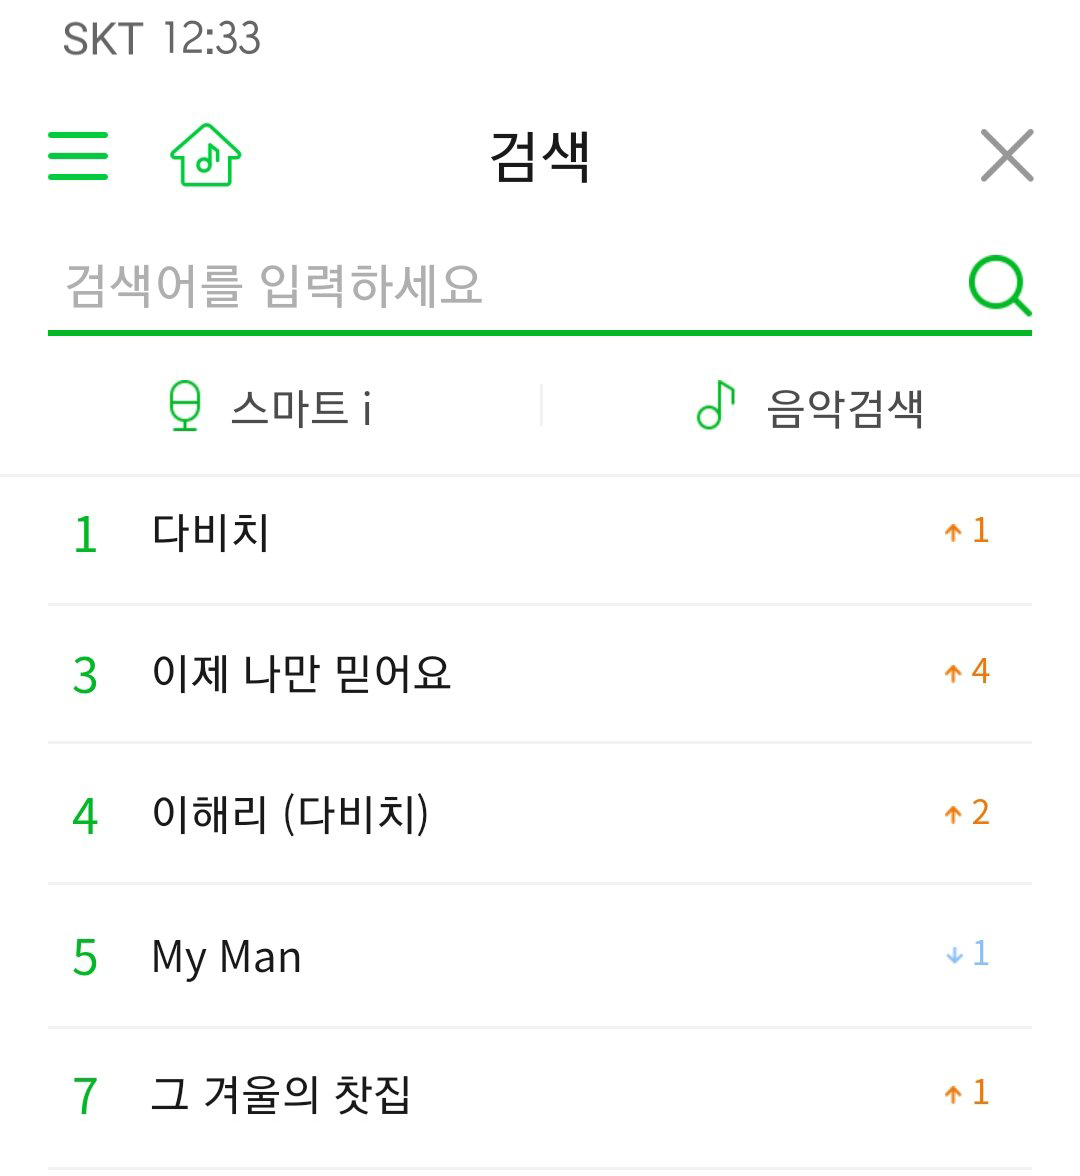 SKT 12:33
검색
검색어를 입력하세요
스마트 i 음악검색
1 다비치 ↑ 1
3 이제 나만 믿어요 ↑ 4
4 이해리 (다비치) ↑ 2
5 My Man ↓ 1
7 그 겨울의 찻집 ↑ 1